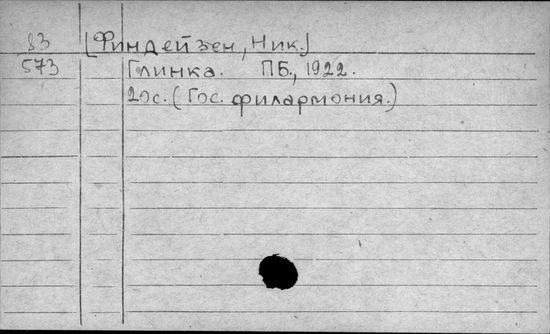 83 [Финдейзен, Ник.)
573 Глинка. ПБ., 1922.
20с. (Гос. филармония.)